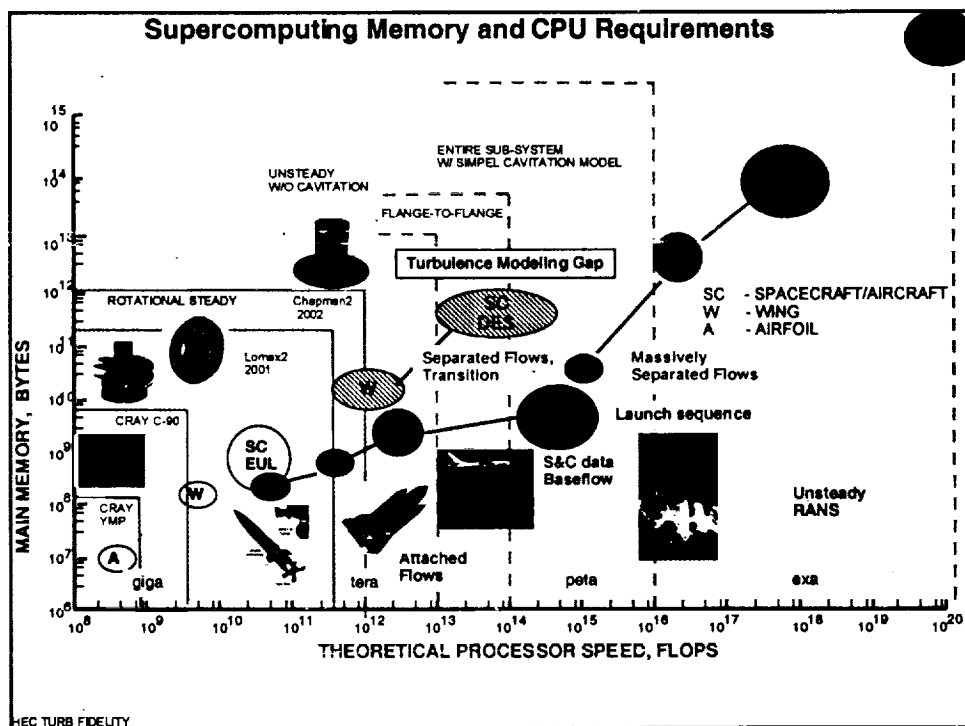 Supercomputing Memory and CPU Requirements
10^15
ENTIRE SUB-SYSTEM
W/ SIMPEL CAVITATION MODEL
10^14
UNSTEADY
W/O CAVITATION
FLANGE-TO-FLANGE
10^13
Turbulence Modeling Gap
10^12
ROTATIONAL STEADY
Chapman2
2002
SC
DES
SC - SPACECRAFT/AIRCRAFT
W - WING
A - AIRFOIL
10^11
Lomax2
2001
Separated Flows,
Transition
Massively
Separated Flows
W
10^10
CRAY C-90
Launch sequence
10^9
SC
EUL
S&C data
Baseflow
W
10^8
CRAY
YMP
Unsteady
RANS
A
10^7
Attached
Flows
giga
tera
peta
exa
10^6
MAIN MEMORY, BYTES
10^8 10^9 10^10 10^11 10^12 10^13 10^14 10^15 10^16 10^17 10^18 10^20
THEORETICAL PROCESSOR SPEED, FLOPS
HEC TURB FIDELITY